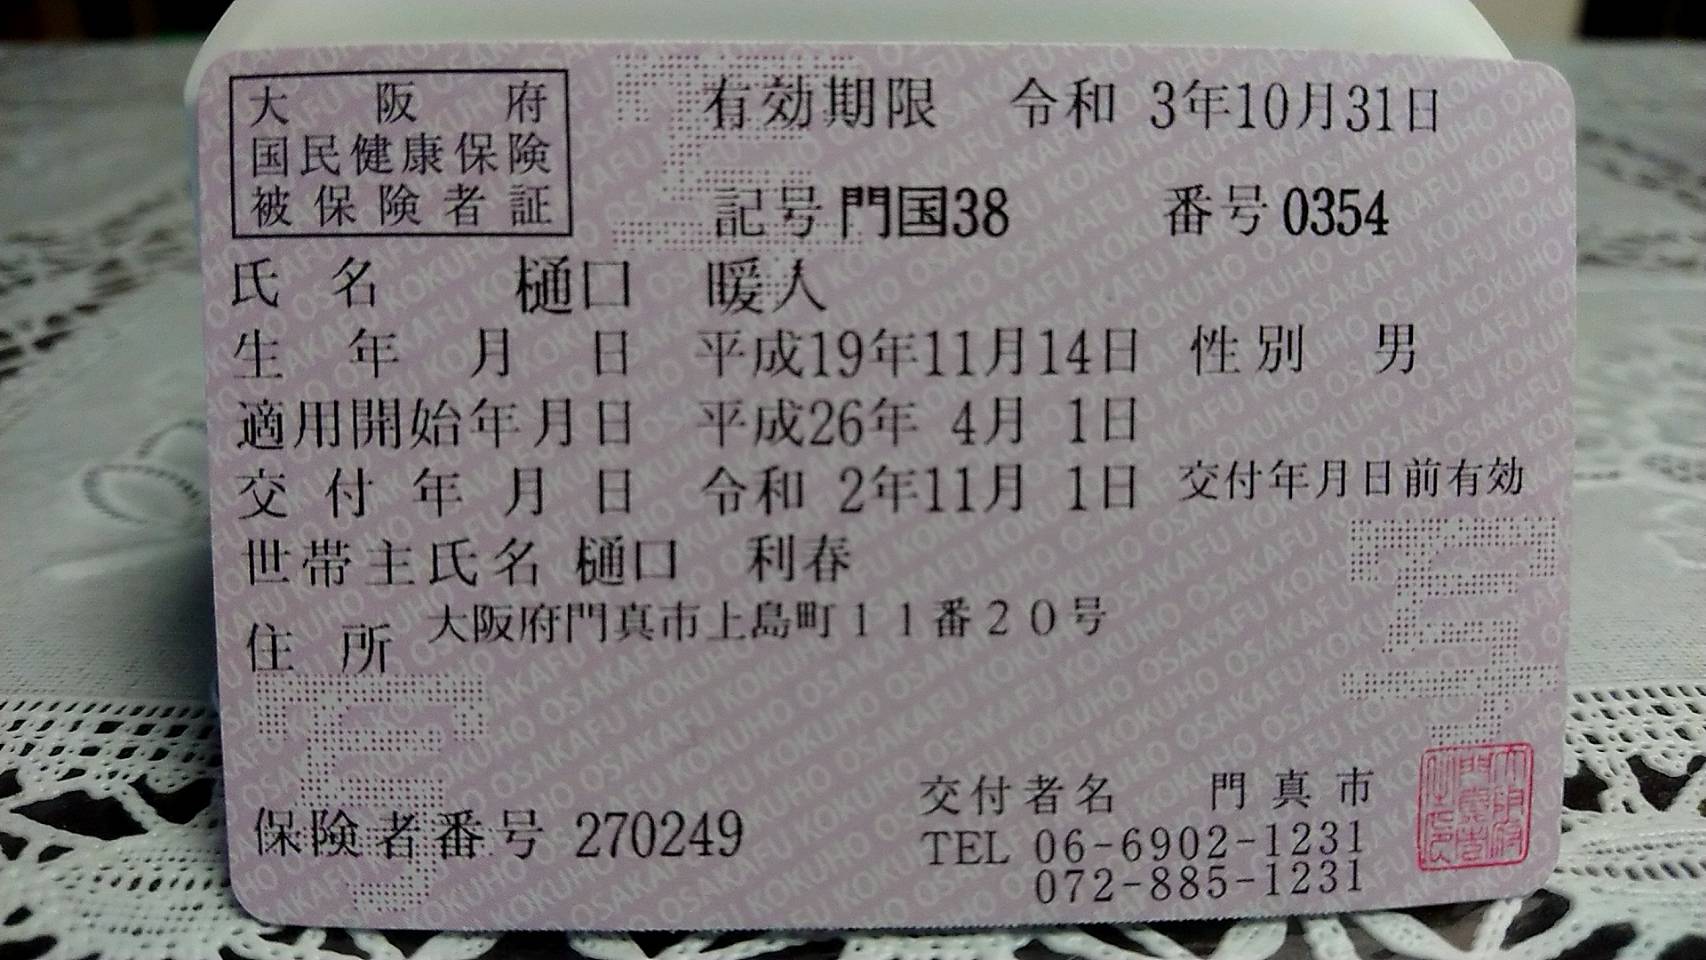 大阪府
国民健康保険
被保険者証
有効期限 令和 3年10月31日
記号 門国38 番号 0354
氏名 樋口 暖人
生年月日 平成19年11月14日 性別 男
適用開始年月日 平成26年 4月 1日
交付年月日 令和 2年11月 1日 交付年月日前有効
世帯主氏名 樋口 利春
住所 大阪府門真市上島町11番20号
保険者番号 270249
交付者名 門真市
TEL 06-6902-1231
072-885-1231